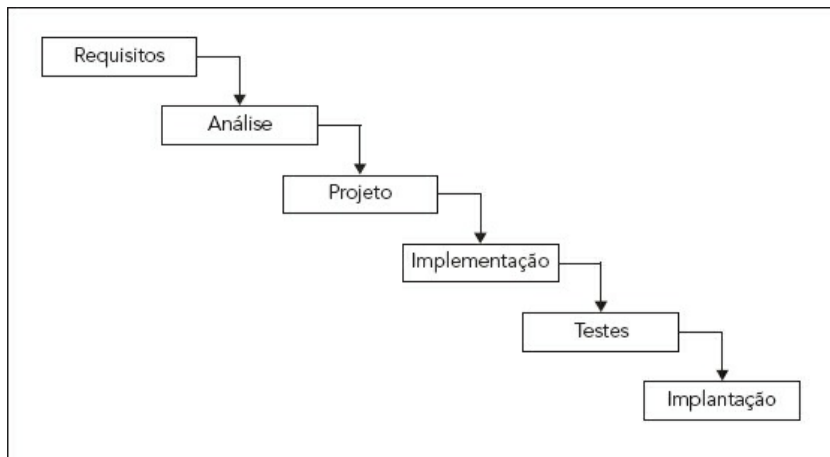 Requisitos
Análise
Projeto
Implementação
Testes
Implantação